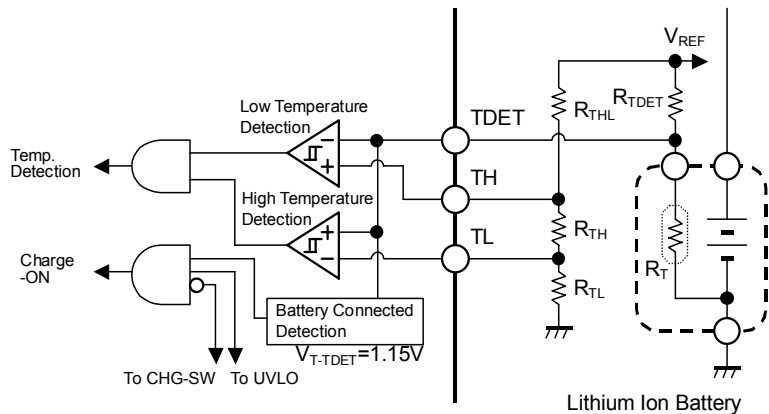 V_REF
R_THL
R_TDET
Low Temperature
Detection
TDET
Temp.
Detection
TH
High Temperature
Detection
TL
R_TH
R_T
Charge
-ON
R_TL
Battery Connected
Detection
V_T-TDET=1.15V
To CHG-SW
To UVLO
Lithium Ion Battery